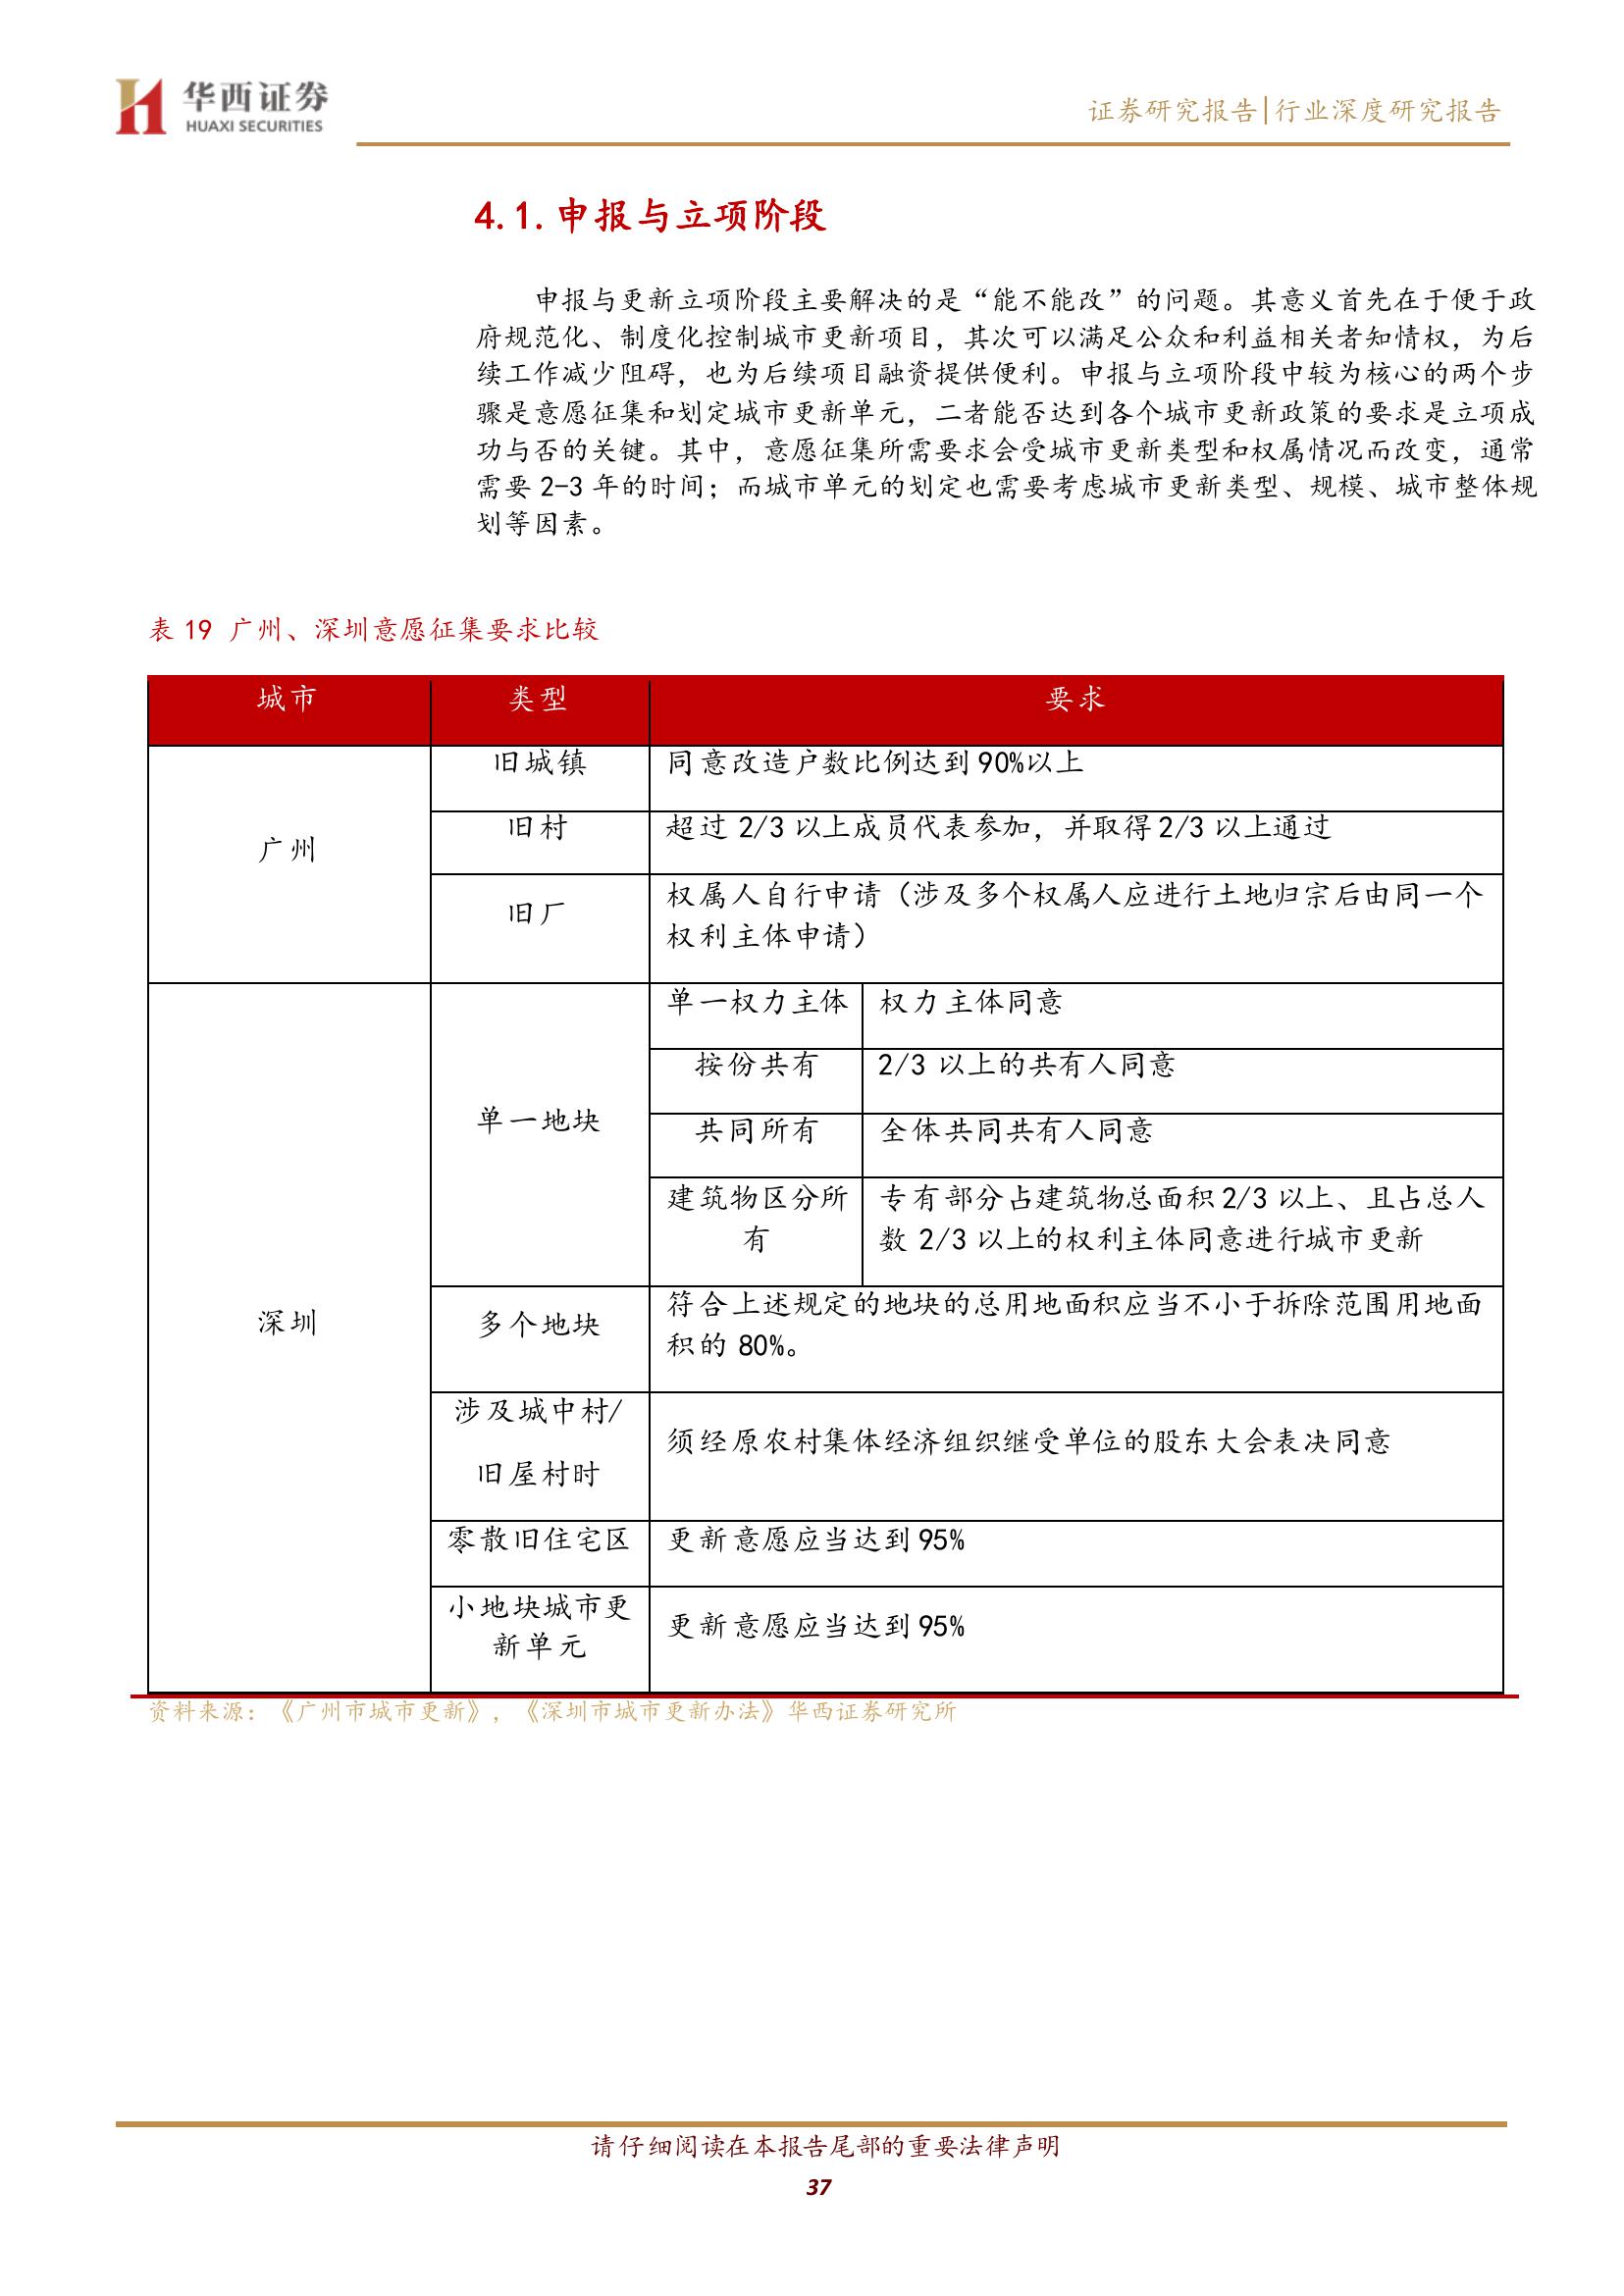 华西证券
HUAXI SECURITIES
证券研究报告|行业深度研究报告
4.1.申报与立项阶段
申报与更新立项阶段主要解决的是“能不能改”的问题。其意义首先在于便于政
府规范化、制度化控制城市更新项目，其次可以满足公众和利益相关者知情权，为后
续工作减少阻碍，也为后续项目融资提供便利。申报与立项阶段中较为核心的两个步
骤是意愿征集和划定城市更新单元，二者能否达到各个城市更新政策的要求是立项成
功与否的关键。其中，意愿征集所需要求会受城市更新类型和权属情况而改变，通常
需要 2-3 年的时间；而城市单元的划定也需要考虑城市更新类型、规模、城市整体规
划等因素。
表 19 广州、深圳意愿征集要求比较
城市 类型 要求
广州
旧城镇 同意改造户数比例达到 90%以上
旧村 超过 2/3 以上成员代表参加，并取得 2/3 以上通过
旧厂
权属人自行申请（涉及多个权属人应进行土地归宗后由同一个
权利主体申请）
深圳
单一地块
单一权力主体 权力主体同意
按份共有 2/3 以上的共有人同意
共同所有 全体共同共有人同意
建筑物区分所
有
专有部分占建筑物总面积 2/3 以上、且占总人
数 2/3 以上的权利主体同意进行城市更新
多个地块
符合上述规定的地块的总用地面积应当不小于拆除范围用地面
积的 80%。
涉及城中村/
旧屋村时
须经原农村集体经济组织继受单位的股东大会表决同意
零散旧住宅区 更新意愿应当达到 95%
小地块城市更
新单元
更新意愿应当达到 95%
资料来源：《广州市城市更新》，《深圳市城市更新办法》华西证券研究所
请仔细阅读在本报告尾部的重要法律声明
37